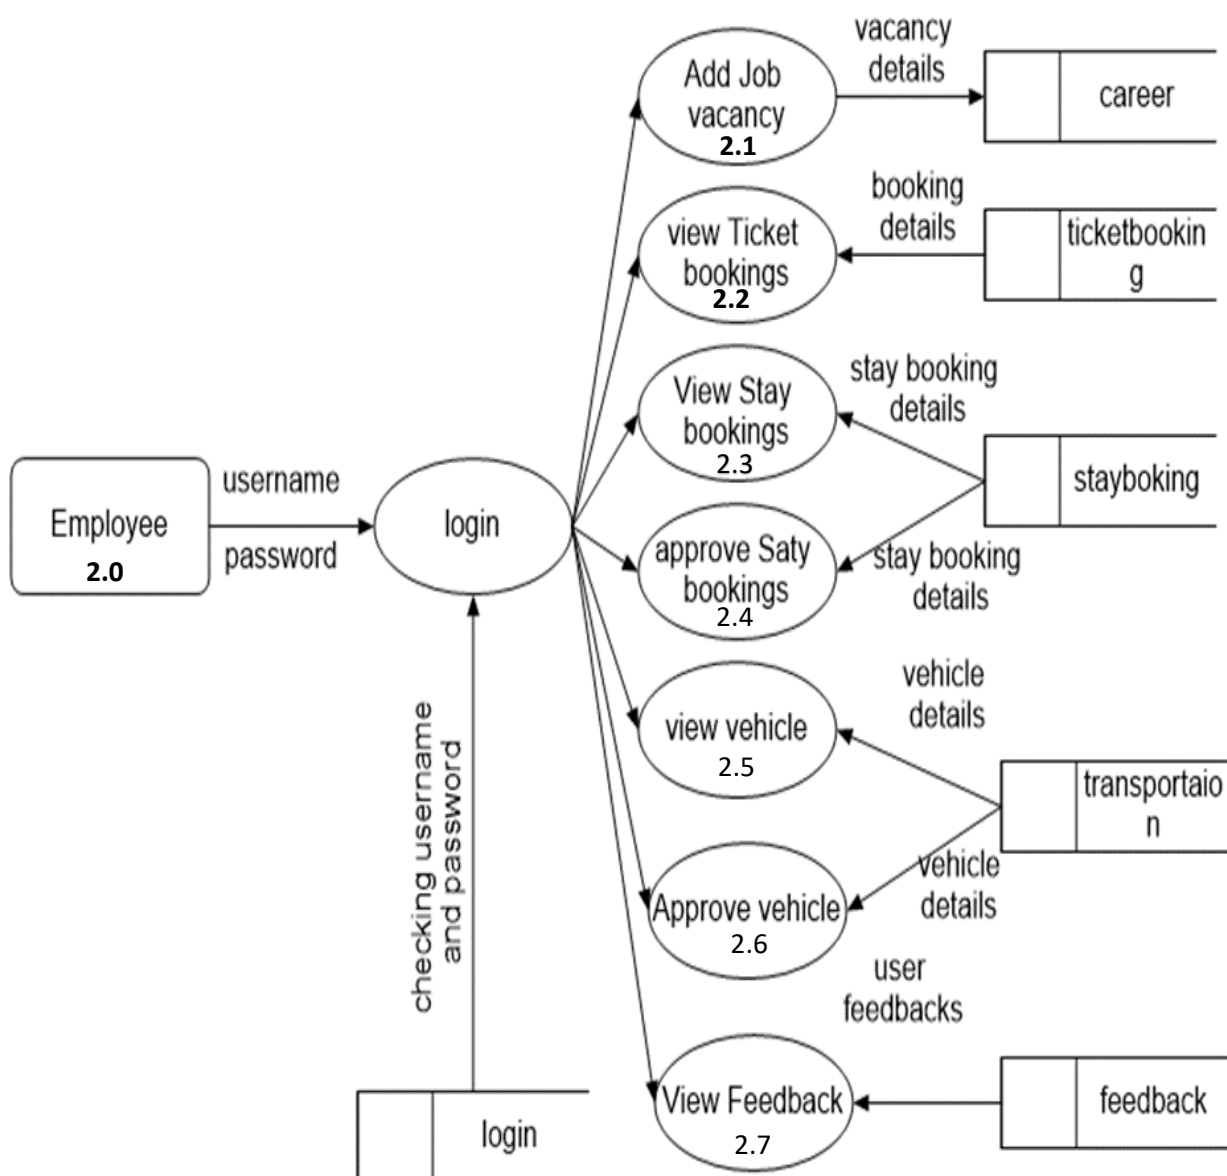 vacancy
details
Add Job
vacancy
2.1
career
booking
details
view Ticket
bookings
2.2
ticketbookin
g
stay booking
details
View Stay
bookings
2.3
stayboking
username
Employee
2.0
password
login
approve Saty
bookings
2.4
stay booking
details
vehicle
details
view vehicle
2.5
transportaio
n
vehicle
details
Approve vehicle
2.6
checking username
and password
user
feedbacks
View Feedback
2.7
feedback
login